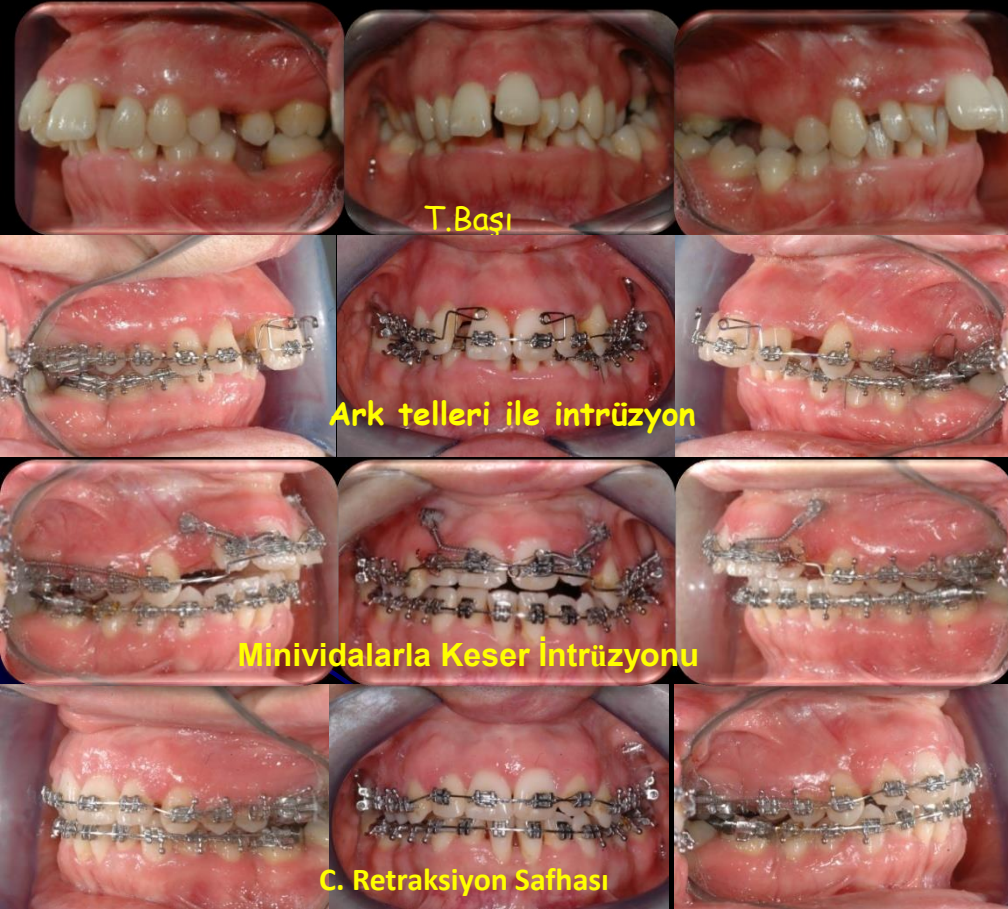 T.Başı
Ark telleri ile intrüzyon
Minividalarla Keser İntrüzyonu
C. Retraksiyon Safhası